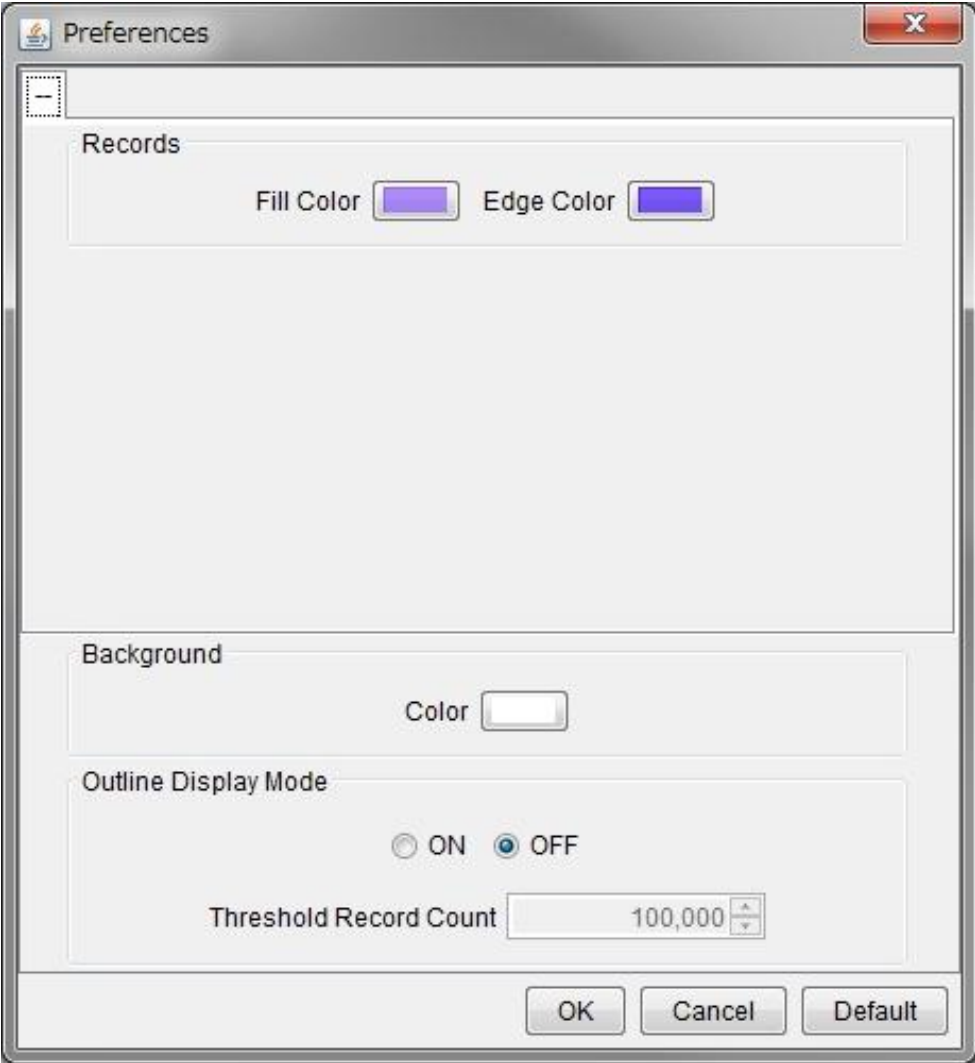 Preferences
--
Records
Fill Color Edge Color
Background
Color
Outline Display Mode
ON OFF
Threshold Record Count 100,000
OK Cancel Default